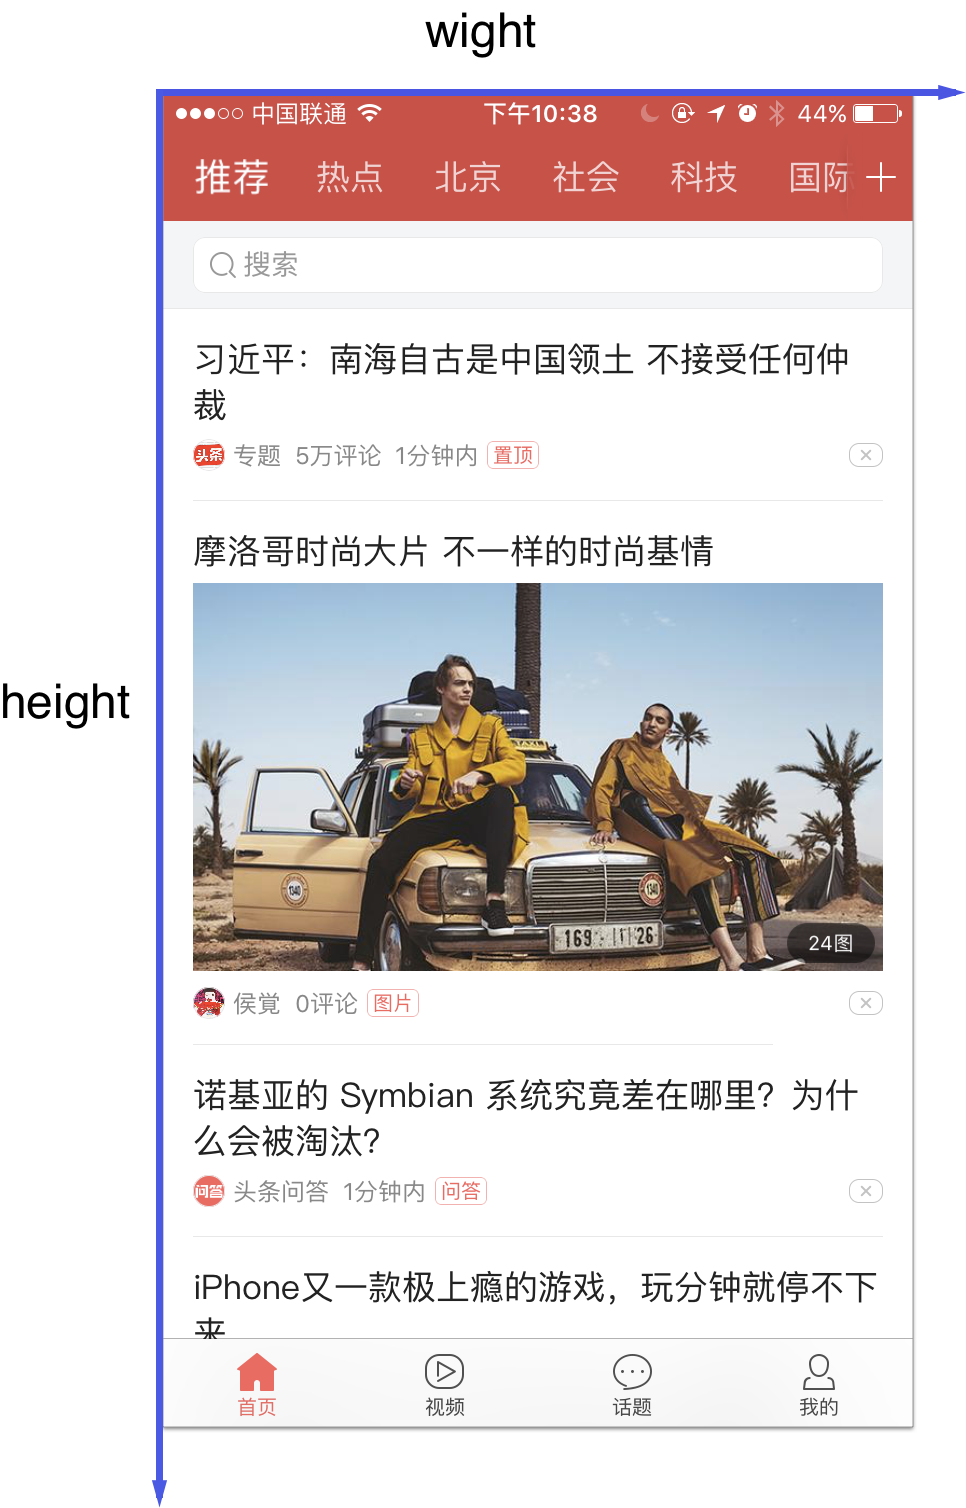 wight
height
中国联通 下午10:38 44%
推荐 热点 北京 社会 科技 国际
搜索
习近平：南海自古是中国领土 不接受任何仲
裁
头条 专题 5万评论 1分钟内 置顶
摩洛哥时尚大片 不一样的时尚基情
TAXI
1340
1340
169 11 26
24图
侯覚 0评论 图片
诺基亚的 Symbian 系统究竟差在哪里？为什
么会被淘汰？
问答 头条问答 1分钟内 问答
iPhone又一款极上瘾的游戏，玩分钟就停不下
来
首页 视频 话题 我的